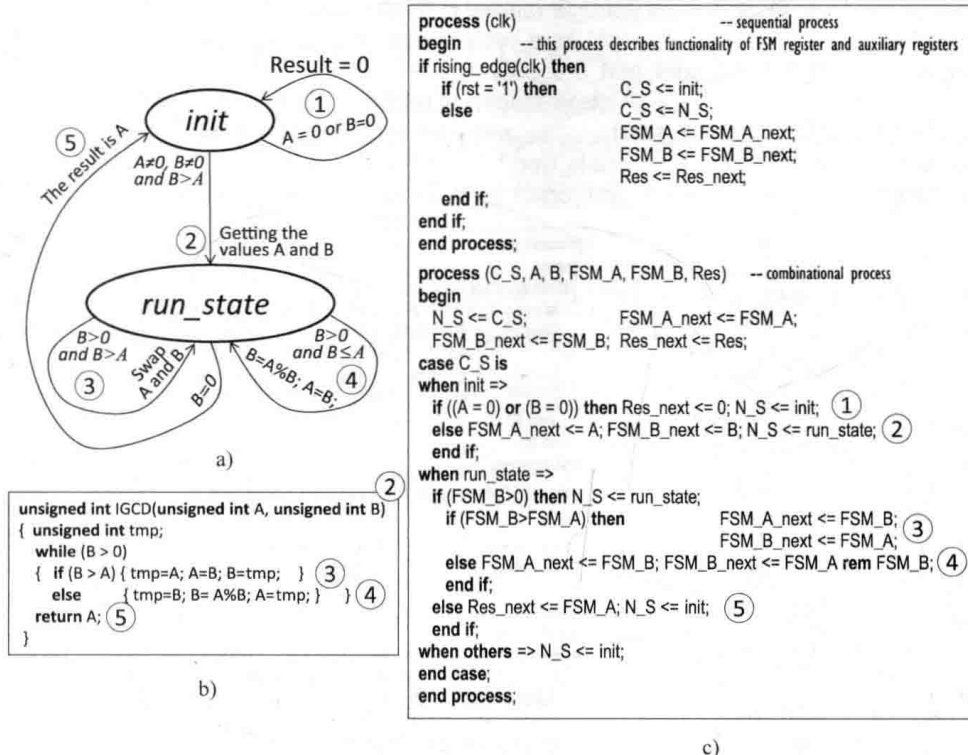 Result = 0
①
init
A = 0 or B=0
⑤
The result is A
A≠0, B≠0
and B>A
②
Getting the
values A and B
run_state
B>0
and B>A
③
Swap
A and B
B=0
B=A%B; A=B;
B>0
and B≤A
④
a)
②
unsigned int IGCD(unsigned int A, unsigned int B)
{ unsigned int tmp;
while (B > 0)
{ if (B > A) { tmp=A; A=B; B=tmp; } ③
else { tmp=B; B= A%B; A=tmp; } } ④
return A; ⑤
}
b)
process (clk) -- sequential process
begin -- this process describes functionality of FSM register and auxiliary registers
if rising_edge(clk) then
if (rst = '1') then C_S <= init;
else C_S <= N_S;
FSM_A <= FSM_A_next;
FSM_B <= FSM_B_next;
Res <= Res_next;
end if;
end if;
end process;
process (C_S, A, B, FSM_A, FSM_B, Res) -- combinational process
begin
N_S <= C_S; FSM_A_next <= FSM_A;
FSM_B_next <= FSM_B; Res_next <= Res;
case C_S is
when init =>
if ((A = 0) or (B = 0)) then Res_next <= 0; N_S <= init; ①
else FSM_A_next <= A; FSM_B_next <= B; N_S <= run_state; ②
end if;
when run_state =>
if (FSM_B>0) then N_S <= run_state;
if (FSM_B>FSM_A) then FSM_A_next <= FSM_B;
FSM_B_next <= FSM_A; ③
else FSM_A_next <= FSM_B; FSM_B_next <= FSM_A rem FSM_B; ④
end if;
else Res_next <= FSM_A; N_S <= init; ⑤
end if;
when others => N_S <= init;
end case;
end process;
c)